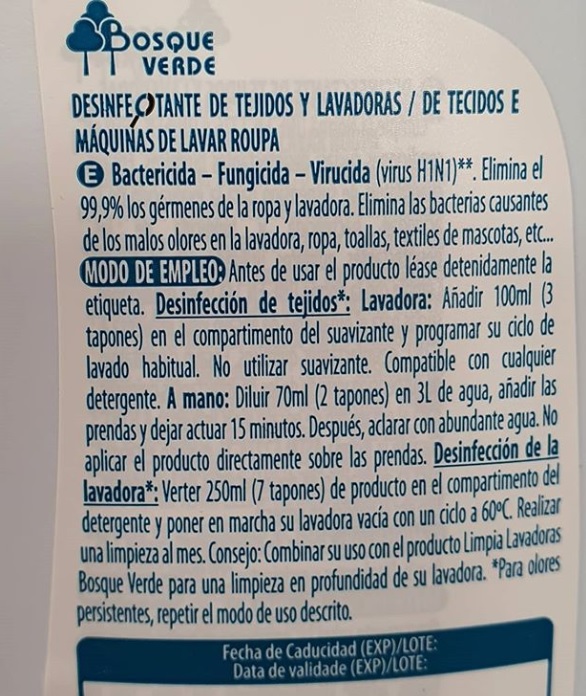 BOSQUE
VERDE
DESINFECTANTE DE TEJIDOS Y LAVADORAS / DE TECIDOS E
MÁQUINAS DE LAVAR ROUPA
E Bactericida – Fungicida – Virucida (virus H1N1)**. Elimina el
99,9% los gérmenes de la ropa y lavadora. Elimina las bacterias causantes
de los malos olores en la lavadora, ropa, toallas, textiles de mascotas, etc...
MODO DE EMPLEO: Antes de usar el producto léase detenidamente la
etiqueta. Desinfección de tejidos*: Lavadora: Añadir 100ml (3
tapones) en el compartimento del suavizante y programar su ciclo de
lavado habitual. No utilizar suavizante. Compatible con cualquier
detergente. A mano: Diluir 70ml (2 tapones) en 3L de agua, añadir las
prendas y dejar actuar 15 minutos. Después, aclarar con abundante agua. No
aplicar el producto directamente sobre las prendas. Desinfección de la
lavadora*: Verter 250ml (7 tapones) de producto en el compartimento del
detergente y poner en marcha su lavadora vacía con un ciclo a 60ºC. Realizar
una limpieza al mes. Consejo: Combinar su uso con el producto Limpia Lavadoras
Bosque Verde para una limpieza en profundidad de su lavadora. *Para olores
persistentes, repetir el modo de uso descrito.
Fecha de Caducidad (EXP)/LOTE:
Data de validade (EXP)/LOTE: